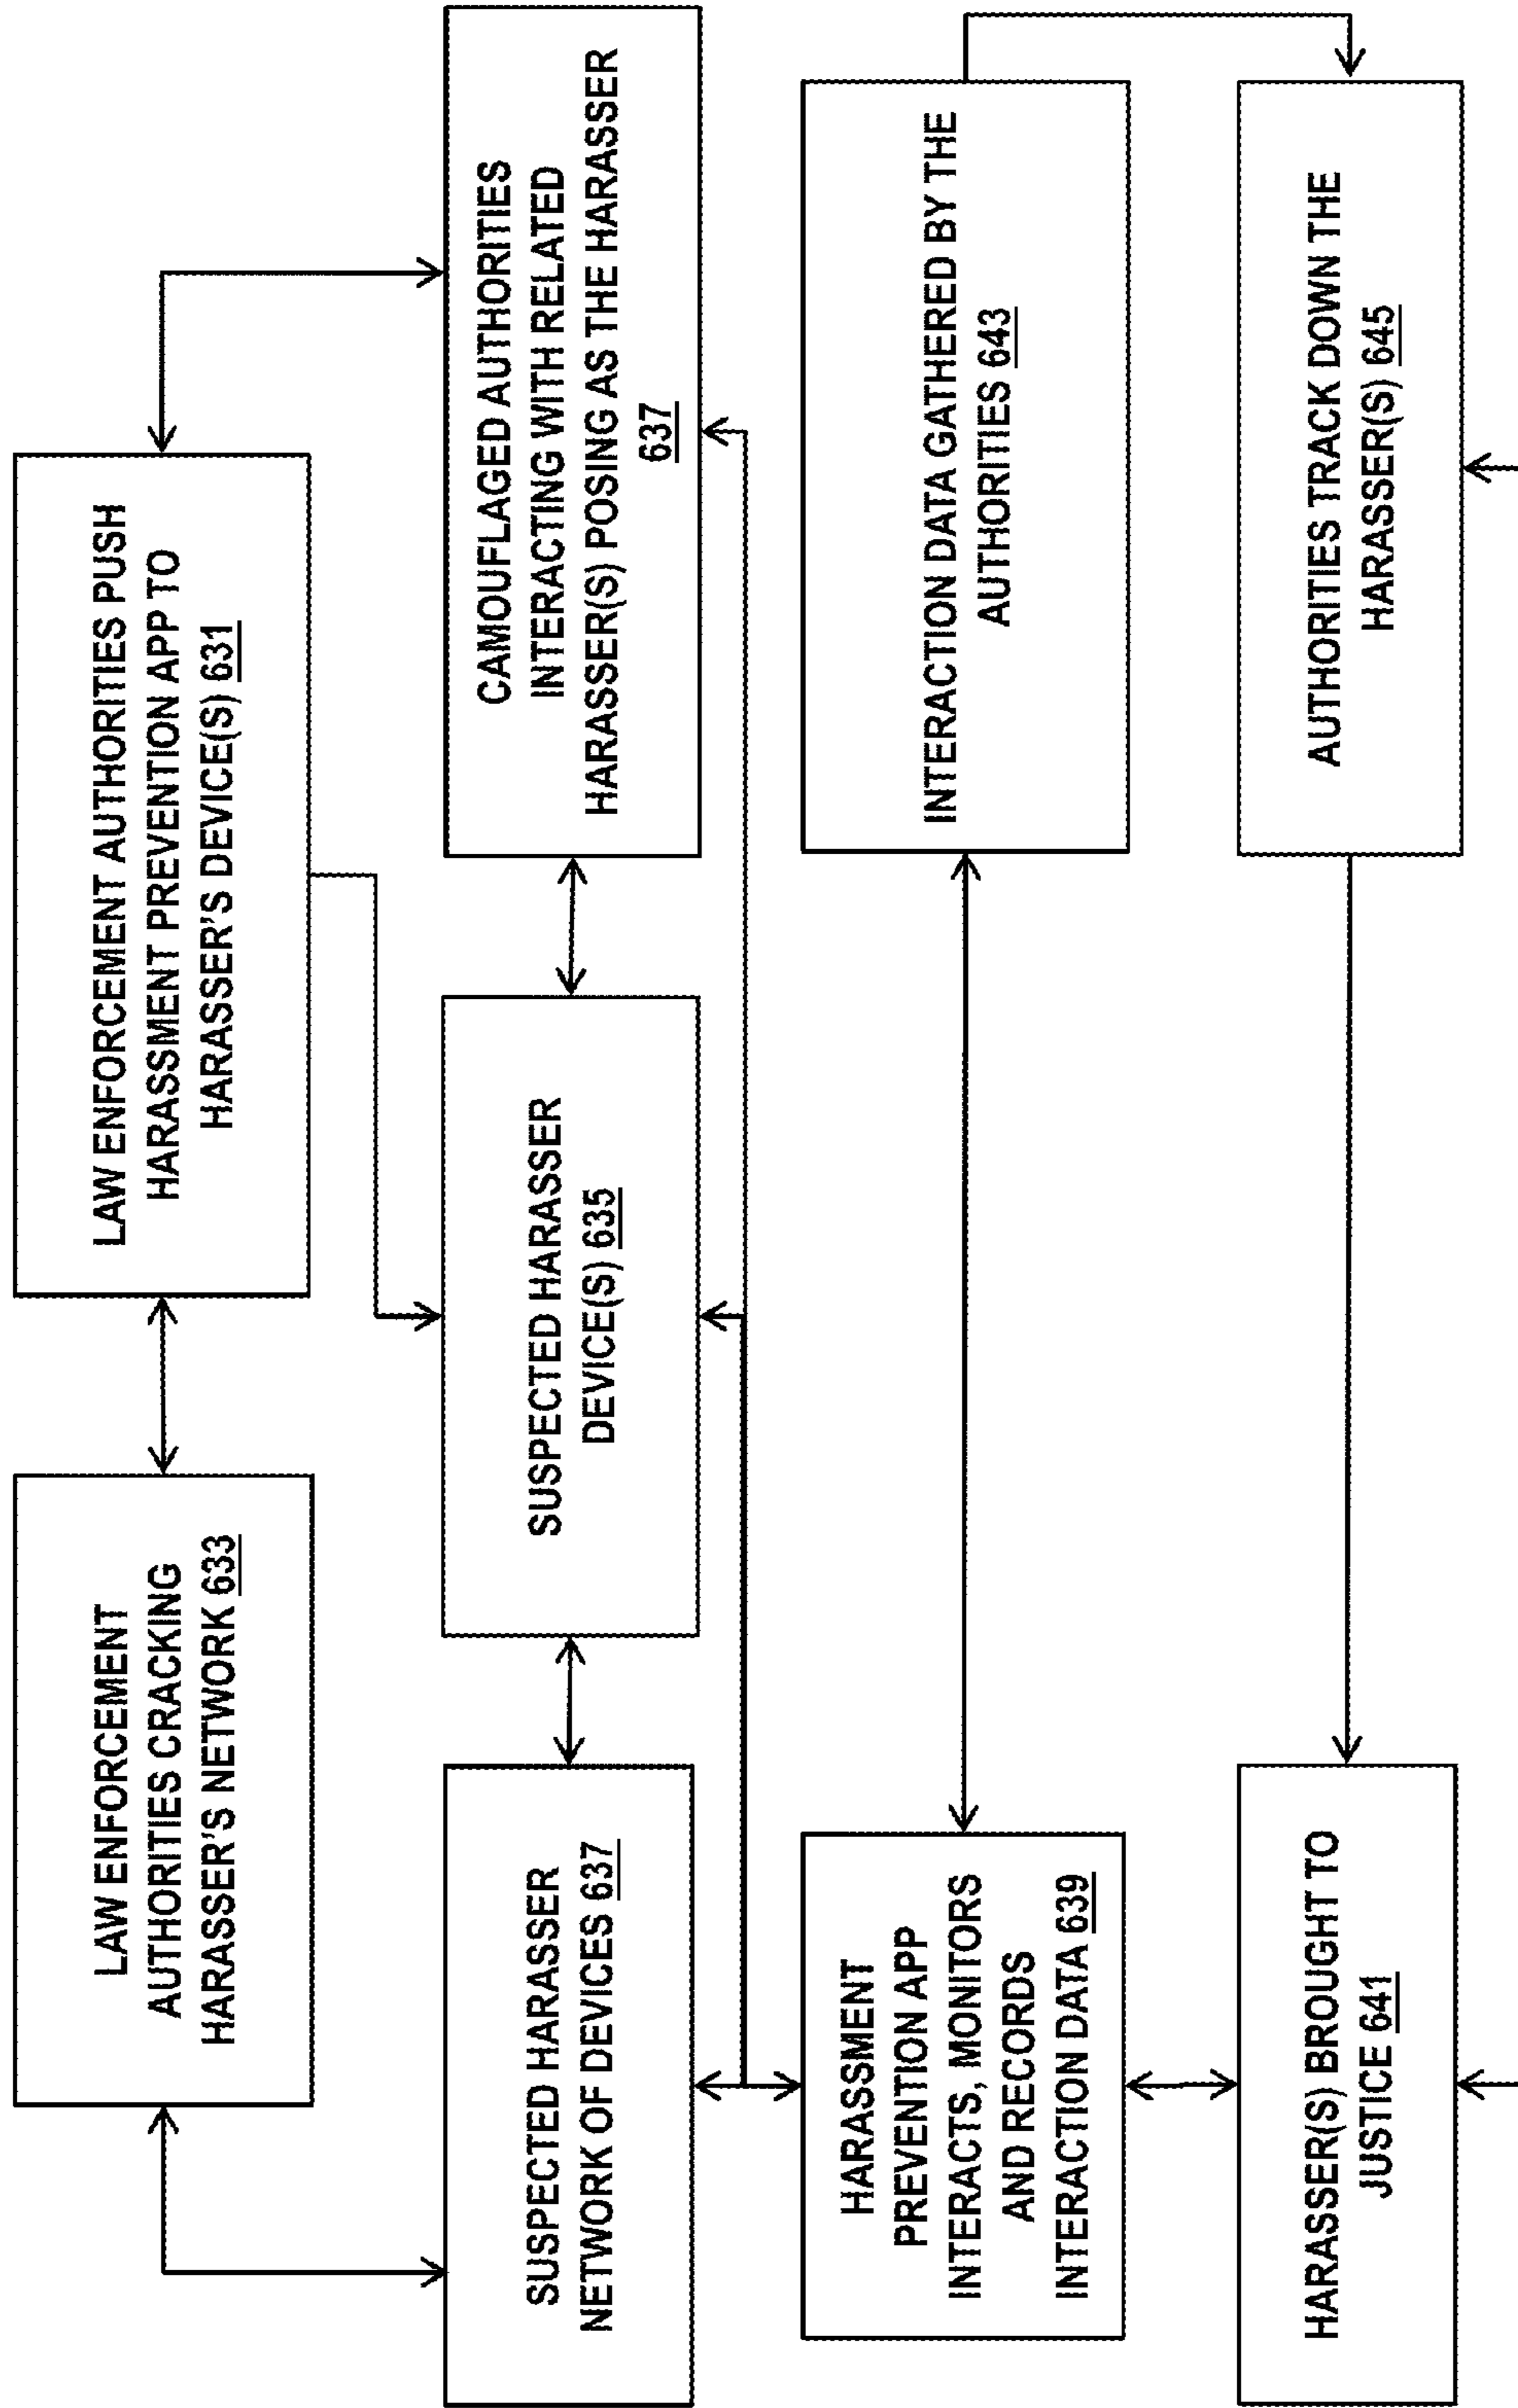 LAW ENFORCEMENT
AUTHORITIES CRACKING
HARASSER'S NETWORK 633
LAW ENFORCEMENT AUTHORITIES PUSH
HARASSMENT PREVENTION APP TO
HARASSER'S DEVICE(S) 631
SUSPECTED HARASSER
NETWORK OF DEVICES 637
SUSPECTED HARASSER
DEVICE(S) 635
CAMOUFLAGED AUTHORITIES
INTERACTING WITH RELATED
HARASSER(S) POSING AS THE HARASSER
637
HARASSMENT
PREVENTION APP
INTERACTS, MONITORS
AND RECORDS
INTERACTION DATA 639
INTERACTION DATA GATHERED BY THE
AUTHORITIES 643
HARASSER(S) BROUGHT TO
JUSTICE 641
AUTHORITIES TRACK DOWN THE
HARASSER(S) 645